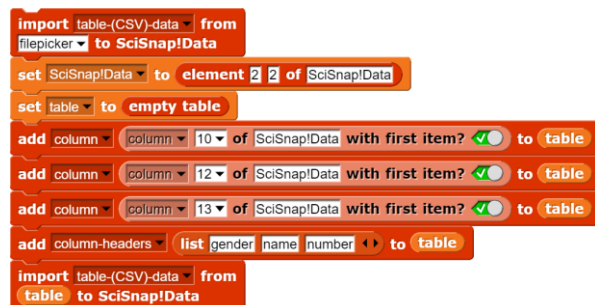 import table-(CSV)-data from
filepicker to SciSnap!Data
set SciSnap!Data to element 2 2 of SciSnap!Data
set table to empty table
add column column 10 of SciSnap!Data with first item? to table
add column column 12 of SciSnap!Data with first item? to table
add column column 13 of SciSnap!Data with first item? to table
add column-headers list gender name number to table
import table-(CSV)-data from
table to SciSnap!Data